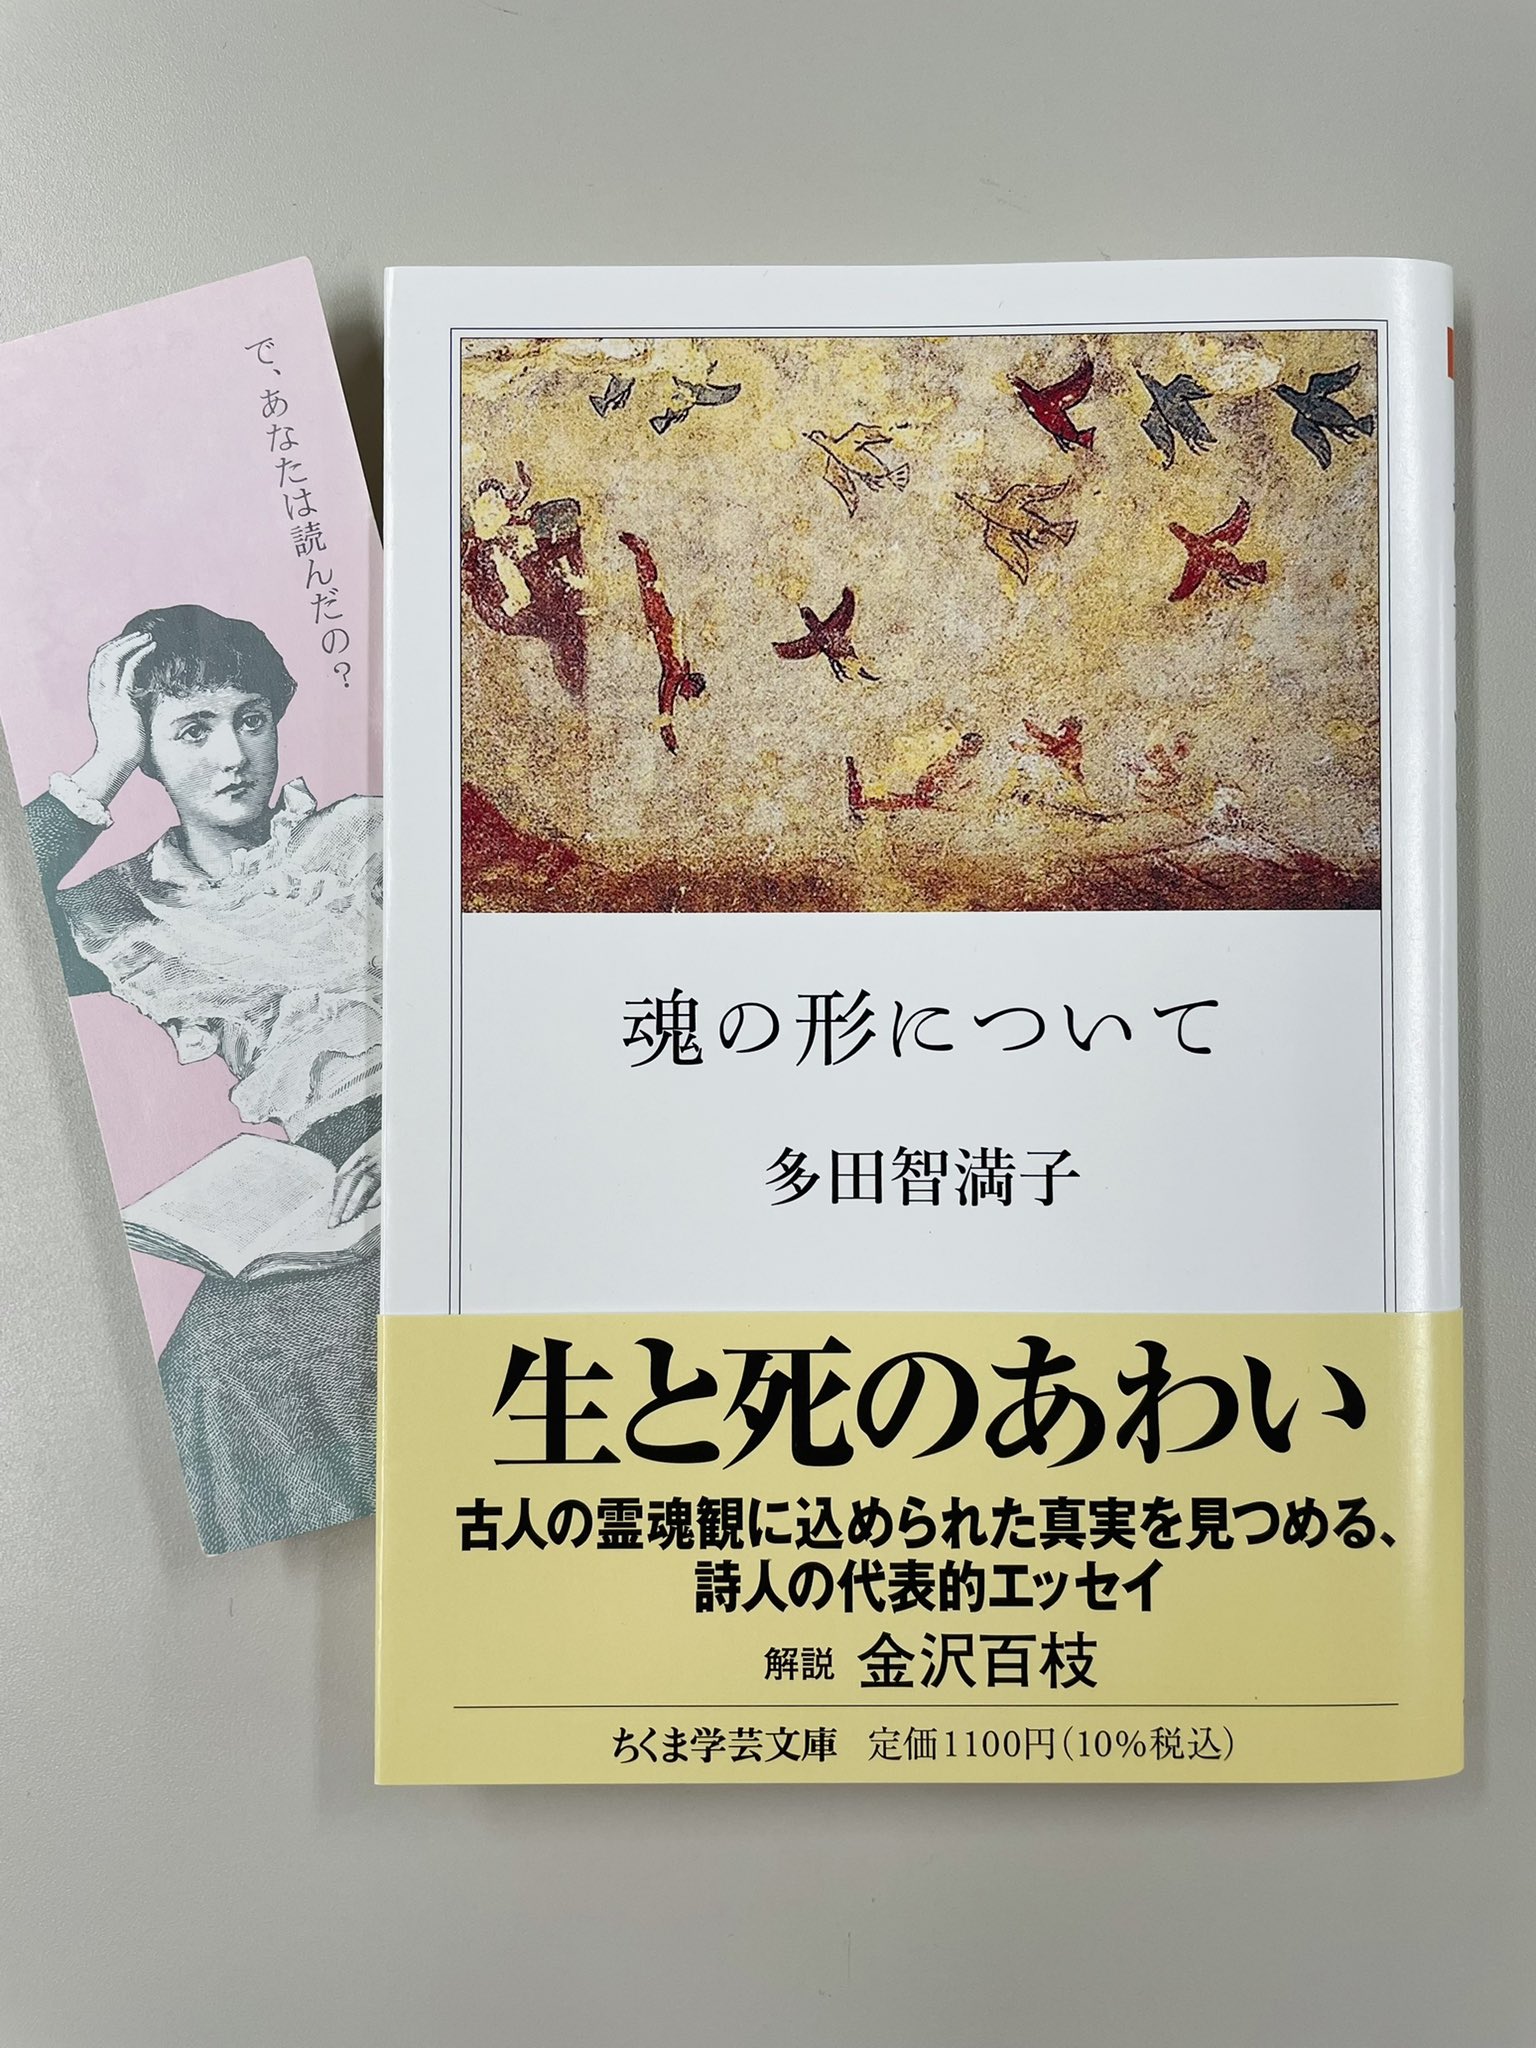 で、あなたは読んだの？
魂の形について
多田智満子
生と死のあわい
古人の霊魂観に込められた真実を見つめる、
詩人の代表的エッセイ
解説 金沢百枝
ちくま学芸文庫 定価1100円(10%税込)